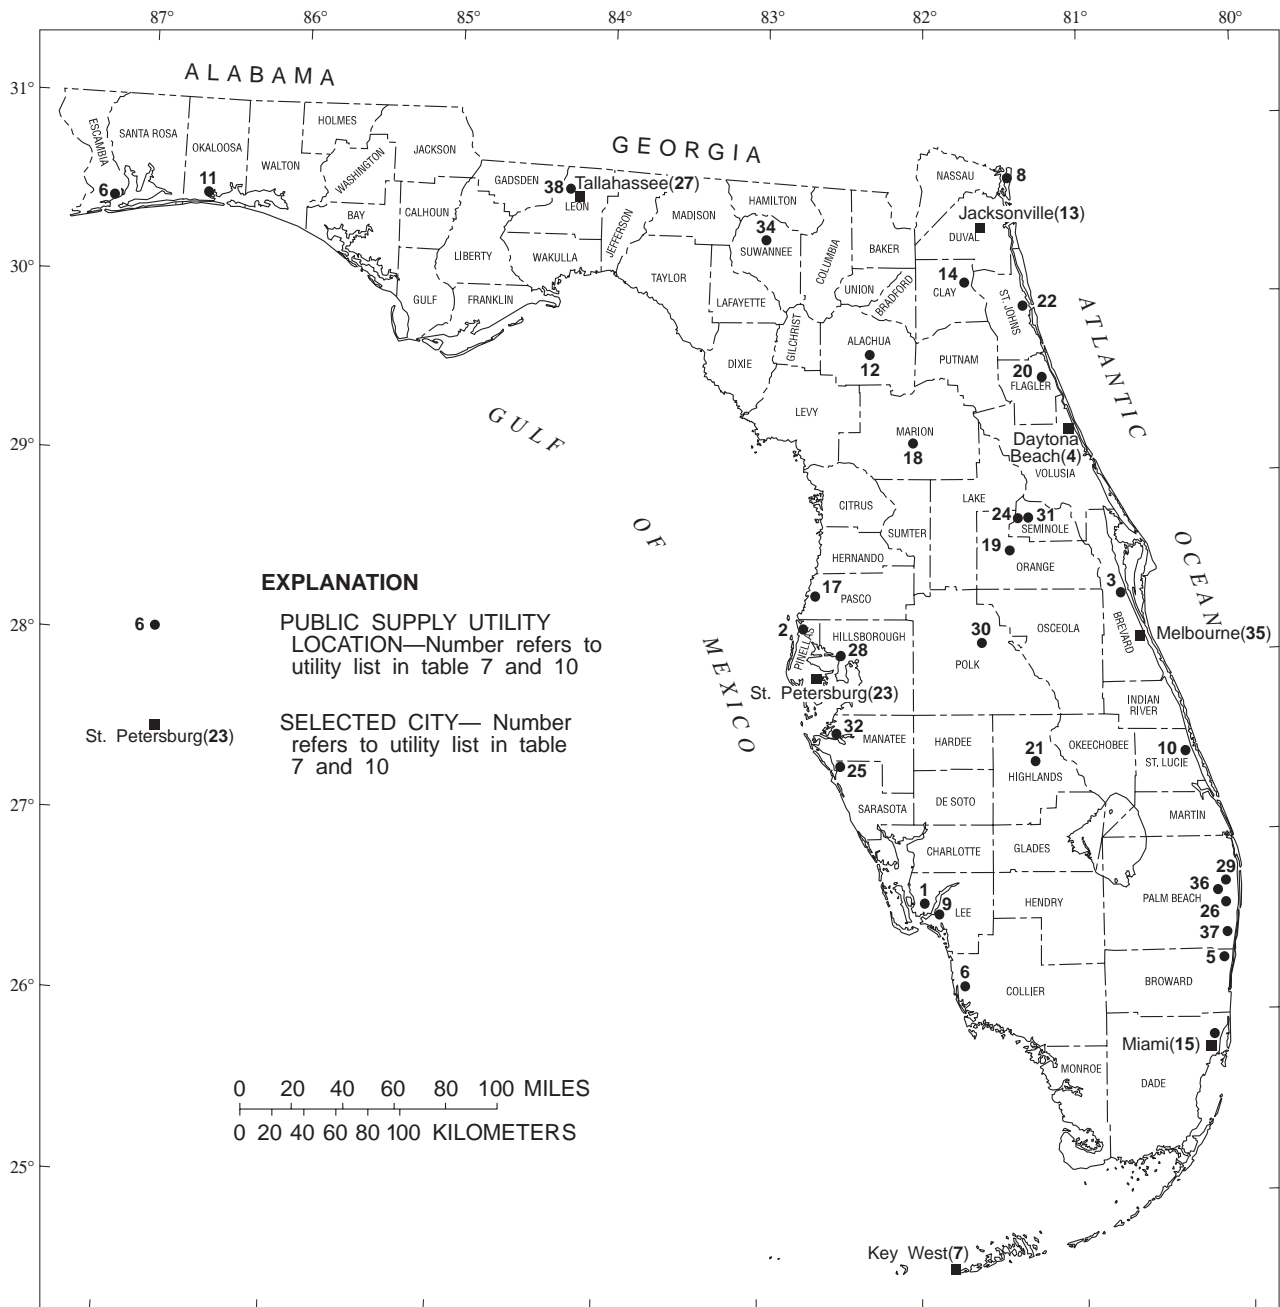 87° 86° 85° 84° 83° 82° 81° 80°
31°
30°
29°
28°
27°
26°
25°
ALABAMA
GEORGIA
ATLANTIC
OCEAN
GULF
OF
MEXICO
ESCAMBIA
SANTA ROSA
OKALOOSA
WALTON
HOLMES
WASHINGTON
JACKSON
BAY
CALHOUN
GULF
LIBERTY
FRANKLIN
GADSDEN
LEON
WAKULLA
JEFFERSON
MADISON
TAYLOR
HAMILTON
SUWANNEE
LAFAYETTE
DIXIE
COLUMBIA
GILCHRIST
BAKER
UNION
BRADFORD
NASSAU
DUVAL
CLAY
ST. JOHNS
ALACHUA
PUTNAM
FLAGLER
LEVY
MARION
VOLUSIA
CITRUS
SUMTER
LAKE
SEMINOLE
HERNANDO
ORANGE
PASCO
PINELLAS
HILLSBOROUGH
POLK
OSCEOLA
BREVARD
INDIAN
RIVER
MANATEE
HARDEE
HIGHLANDS
OKEECHOBEE
ST. LUCIE
SARASOTA
DE SOTO
MARTIN
CHARLOTTE
GLADES
LEE
HENDRY
PALM BEACH
COLLIER
BROWARD
MONROE
DADE
6
11
38
Tallahassee(27)
34
8
Jacksonville(13)
14
22
12
20
18
Daytona
Beach(4)
24
31
19
3
17
2
28
30
Melbourne(35)
St. Petersburg(23)
32
25
21
10
1
9
29
36
26
37
5
6
Miami(15)
Key West(7)
EXPLANATION
6
PUBLIC SUPPLY UTILITY
LOCATION—Number refers to
utility list in table 7 and 10
St. Petersburg(23)
SELECTED CITY— Number
refers to utility list in table
7 and 10
0 20 40 60 80 100 MILES
0 20 40 60 80 100 KILOMETERS